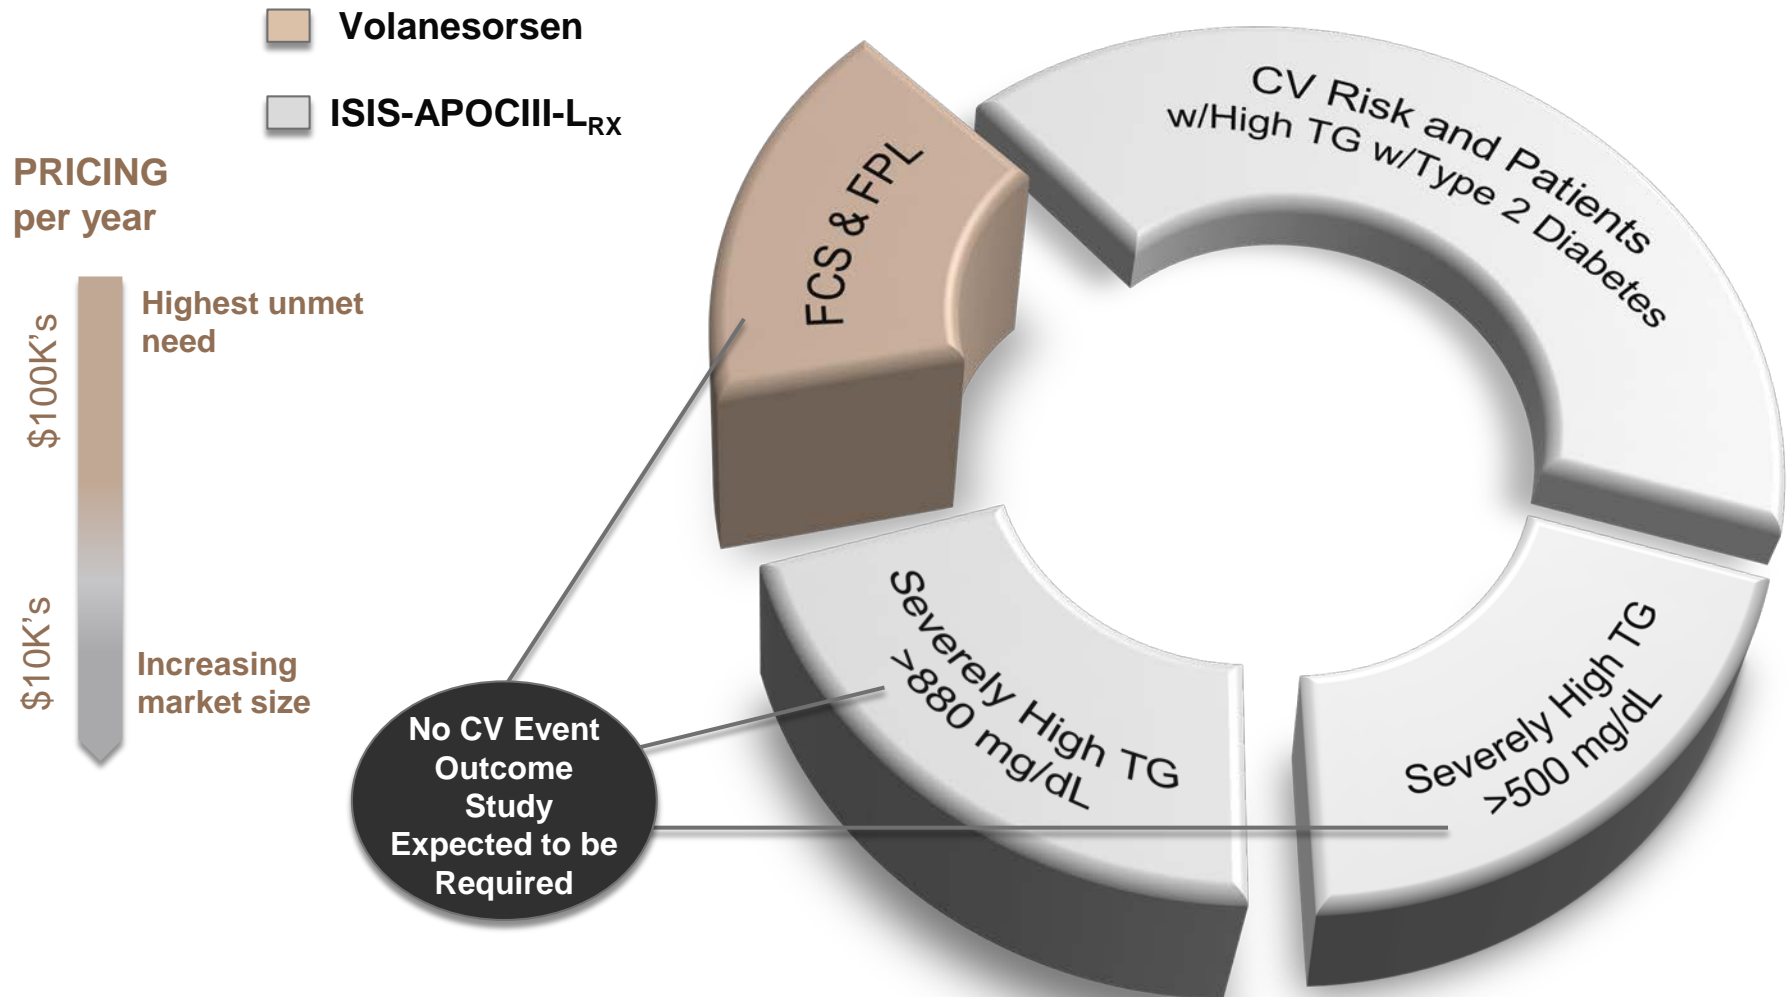 Volanesorsen
ISIS-APOCIII-LRX
PRICING
per year
$100K's
Highest unmet
need
$10K's
Increasing
market size
FCS & FPL
CV Risk and Patients
w/High TG w/Type 2 Diabetes
Severely High TG
>880 mg/dL
Severely High TG
>500 mg/dL
No CV Event
Outcome
Study
Expected to be
Required